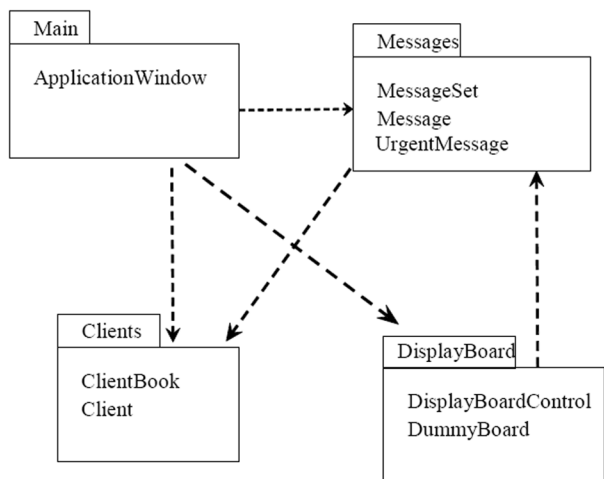 Main
ApplicationWindow
Messages
MessageSet
Message
UrgentMessage
Clients
ClientBook
Client
DisplayBoard
DisplayBoardControl
DummyBoard